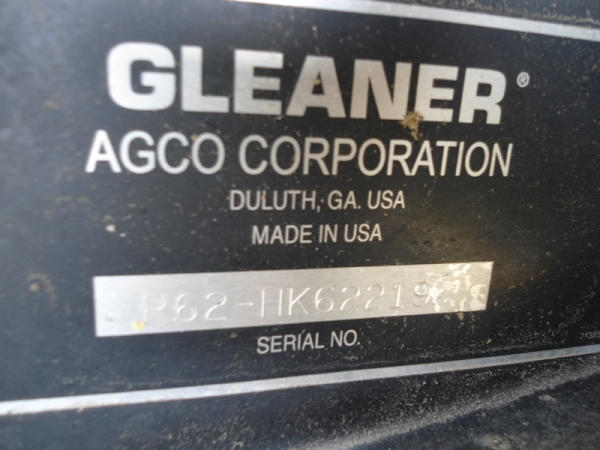 GLEANER®
AGCO CORPORATION
DULUTH, GA. USA
MADE IN USA
R62-HK62219
SERIAL NO.